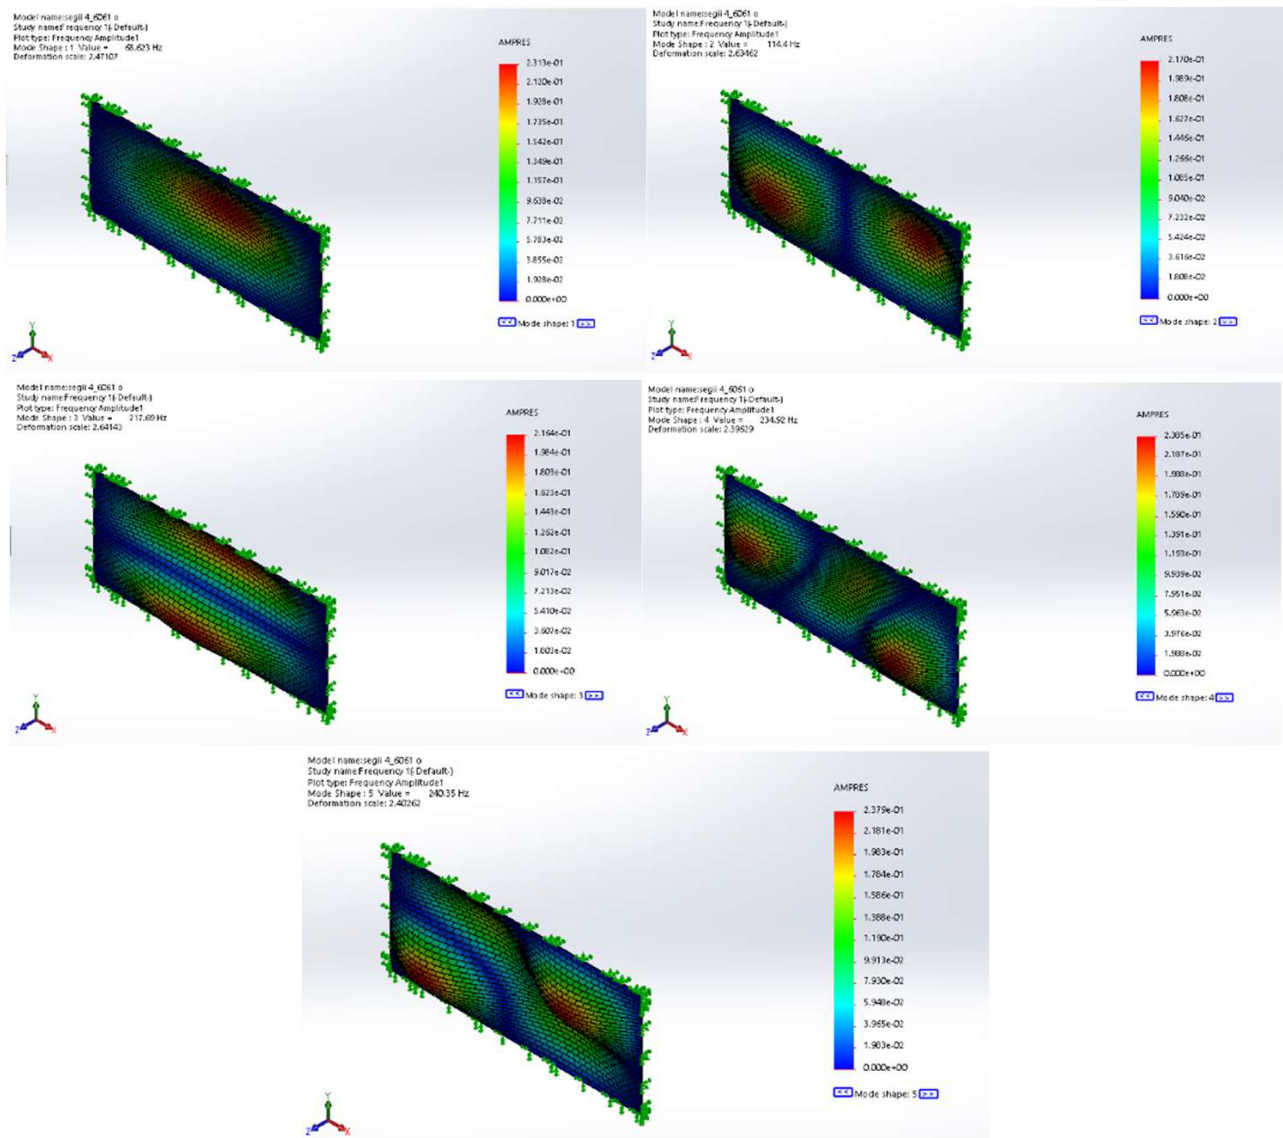 Model name:segii 4_6061 o
Study name:Frequency 1(-Default-)
Plot type: Frequency Amplitude1
Mode Shape : 1 Value = 68.623 Hz
Deformation scale: 2.47107
AMPRES
2.313e-01
2.120e-01
1.928e-01
1.735e-01
1.542e-01
1.349e-01
1.157e-01
9.638e-02
7.711e-02
5.783e-02
3.855e-02
1.928e-02
0.000e+00
<< Mode shape: 1 >>
Y
Z
X
Model name:segii 4_6061 o
Study name:Frequency 1(-Default-)
Plot type: Frequency Amplitude1
Mode Shape : 2 Value = 114.4 Hz
Deformation scale: 2.63462
AMPRES
2.170e-01
1.989e-01
1.808e-01
1.627e-01
1.446e-01
1.266e-01
1.085e-01
9.040e-02
7.232e-02
5.424e-02
3.616e-02
1.808e-02
0.000e+00
<< Mode shape: 2 >>
Y
Z
X
Model name:segii 4_6061 o
Study name:Frequency 1(-Default-)
Plot type: Frequency Amplitude1
Mode Shape : 3 Value = 217.69 Hz
Deformation scale: 2.64143
AMPRES
2.164e-01
1.984e-01
1.803e-01
1.623e-01
1.443e-01
1.262e-01
1.082e-01
9.017e-02
7.213e-02
5.410e-02
3.607e-02
1.803e-02
0.000e+00
<< Mode shape: 3 >>
Y
Z
X
Model name:segii 4_6061 o
Study name:Frequency 1(-Default-)
Plot type: Frequency Amplitude1
Mode Shape : 4 Value = 234.92 Hz
Deformation scale: 2.39629
AMPRES
2.385e-01
2.187e-01
1.988e-01
1.789e-01
1.590e-01
1.391e-01
1.193e-01
9.939e-02
7.951e-02
5.963e-02
3.976e-02
1.988e-02
0.000e+00
<< Mode shape: 4 >>
Y
Z
X
Model name:segii 4_6061 o
Study name:Frequency 1(-Default-)
Plot type: Frequency Amplitude1
Mode Shape : 5 Value = 240.35 Hz
Deformation scale: 2.40262
AMPRES
2.379e-01
2.181e-01
1.983e-01
1.784e-01
1.586e-01
1.388e-01
1.190e-01
9.913e-02
7.930e-02
5.948e-02
3.965e-02
1.983e-02
0.000e+00
<< Mode shape: 5 >>
Y
Z
X